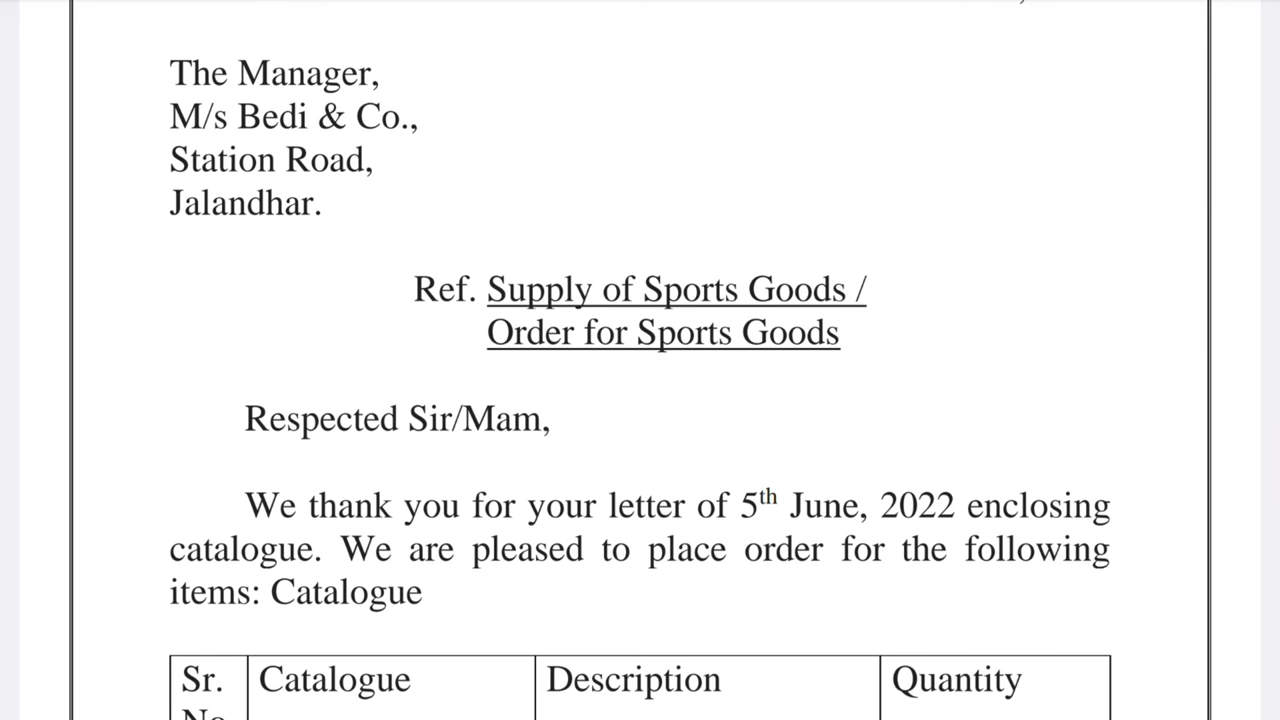 The Manager,
M/s Bedi & Co.,
Station Road,
Jalandhar.
Ref. Supply of Sports Goods /
Order for Sports Goods
Respected Sir/Mam,
We thank you for your letter of 5th June, 2022 enclosing
catalogue. We are pleased to place order for the following
items: Catalogue
Sr. Catalogue Description Quantity
No